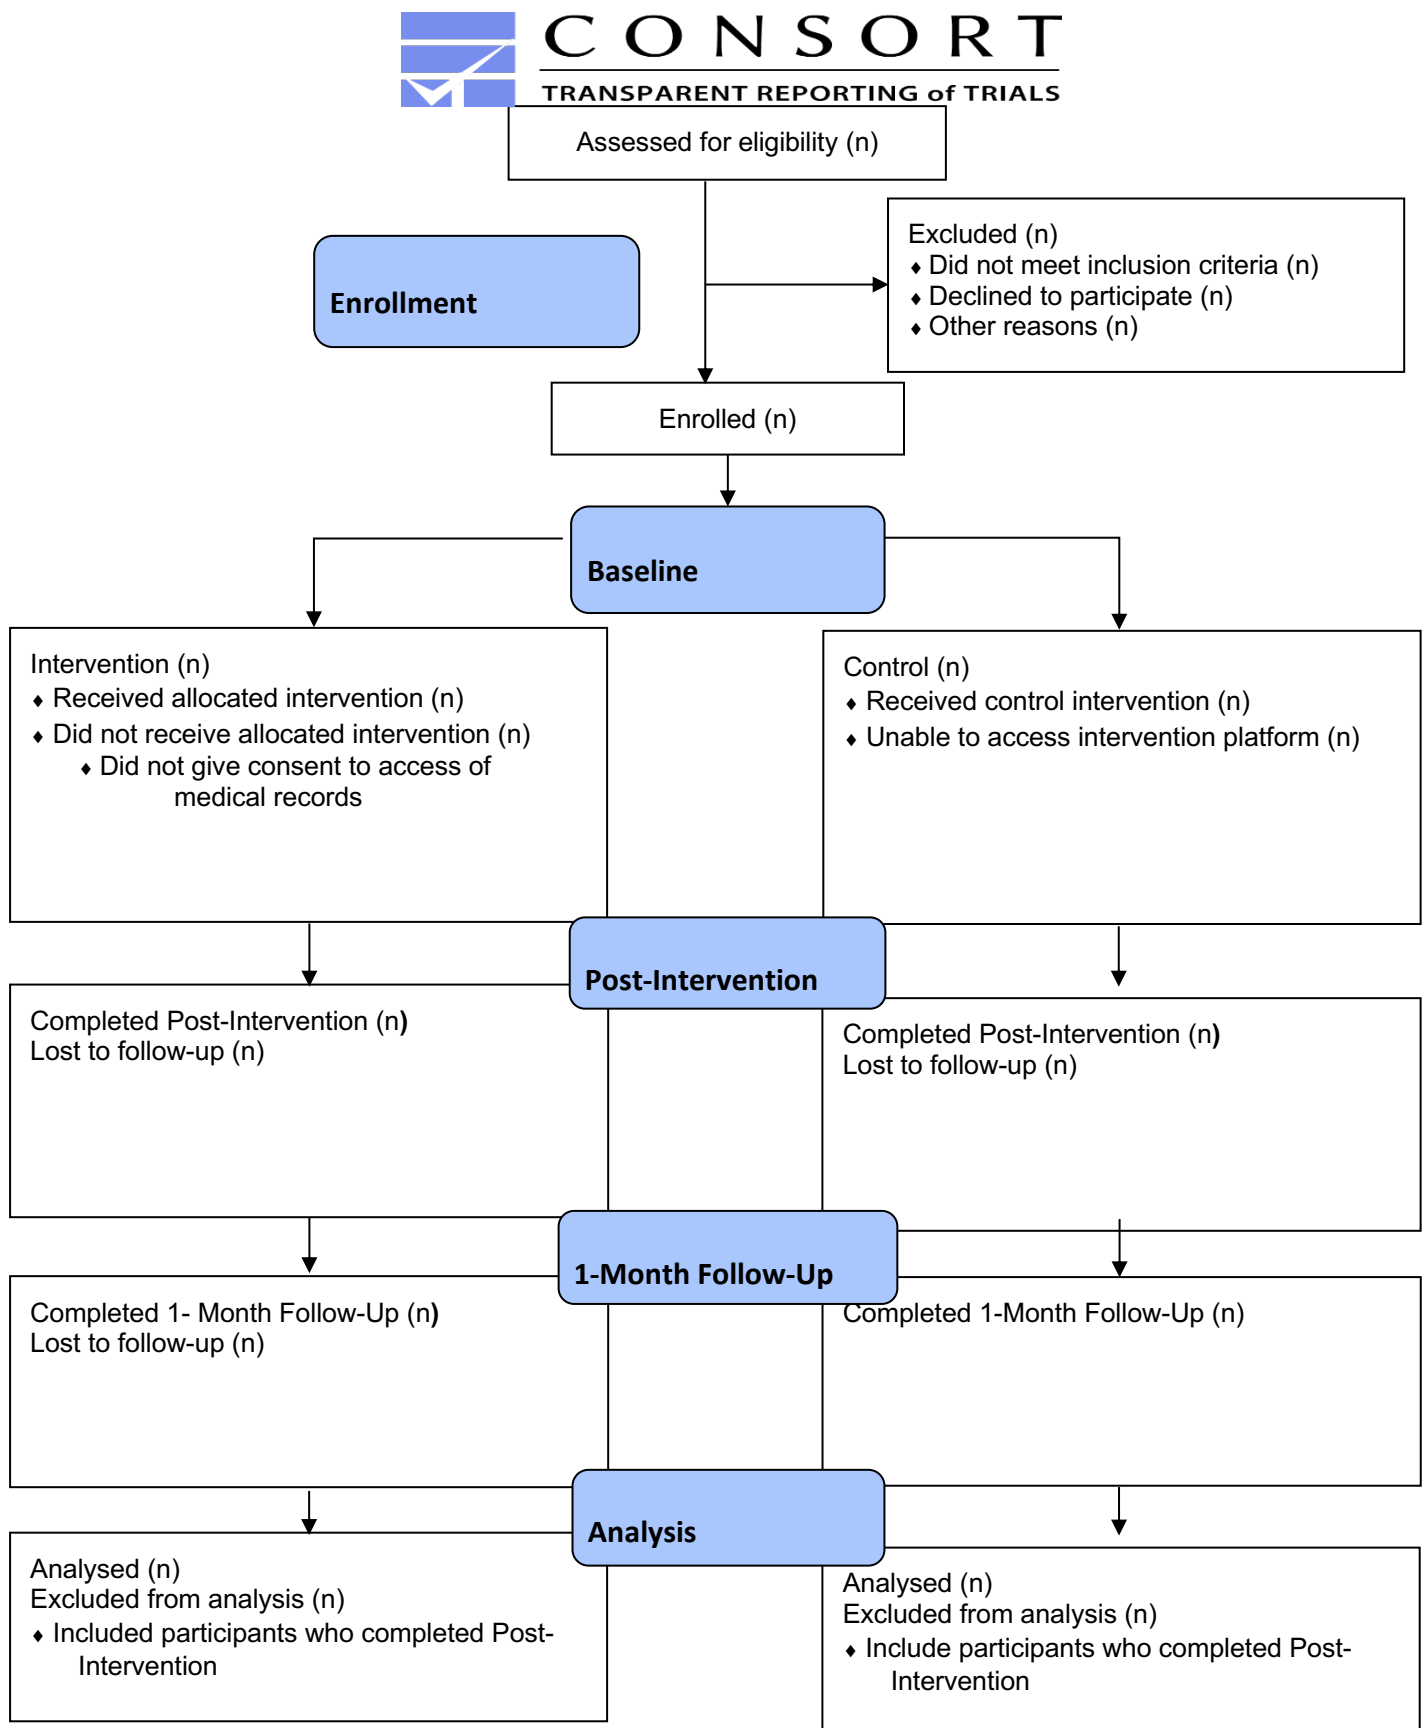 CONSORT
TRANSPARENT REPORTING of TRIALS
Assessed for eligibility (n)
Excluded (n)
♦ Did not meet inclusion criteria (n)
♦ Declined to participate (n)
♦ Other reasons (n)
Enrollment
Enrolled (n)
Baseline
Intervention (n)
♦ Received allocated intervention (n)
♦ Did not receive allocated intervention (n)
♦ Did not give consent to access of
medical records
Control (n)
♦ Received control intervention (n)
♦ Unable to access intervention platform (n)
Post-Intervention
Completed Post-Intervention (n)
Lost to follow-up (n)
Completed Post-Intervention (n)
Lost to follow-up (n)
1-Month Follow-Up
Completed 1- Month Follow-Up (n)
Lost to follow-up (n)
Completed 1-Month Follow-Up (n)
Analysis
Analysed (n)
Excluded from analysis (n)
♦ Included participants who completed Post-
Intervention
Analysed (n)
Excluded from analysis (n)
♦ Include participants who completed Post-
Intervention